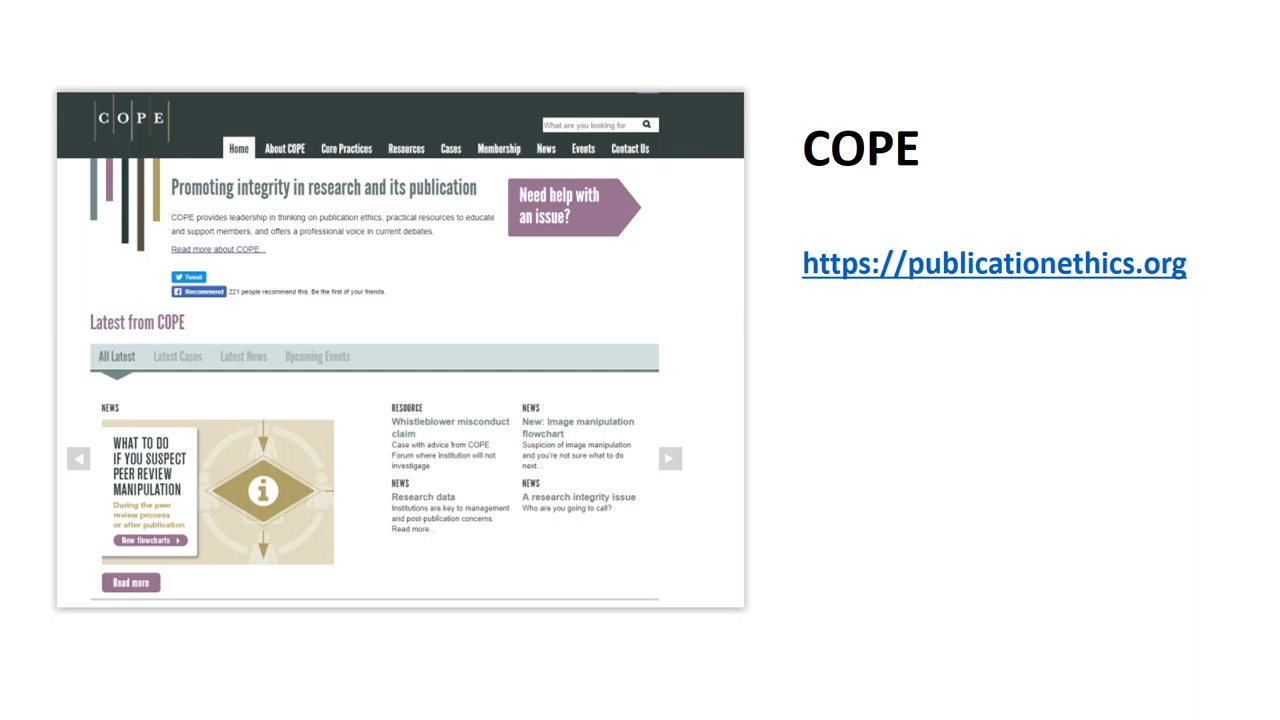 COPE
What are you looking for
Home About COPE Core Practices Resources Cases Membership News Events Contact Us
Promoting integrity in research and its publication
COPE provides leadership in thinking on publication ethics, practical resources to educate
and support members, and offers a professional voice in current debates.
Read more about COPE...
Need help with
an issue?
Tweet
Recommend 221 people recommend this. Be the first of your friends.
Latest from COPE
All Latest Latest Cases Latest News Upcoming Events
NEWS
WHAT TO DO
IF YOU SUSPECT
PEER REVIEW
MANIPULATION
During the peer
review process
or after publication
New flowcharts
Read more
RESOURCE
Whistleblower misconduct
claim
Case with advice from COPE
Forum where institution will not
investigage
NEWS
Research data
Institutions are key to management
and post-publication concerns.
Read more...
NEWS
New: Image manipulation
flowchart
Suspicion of image manipulation
and you're not sure what to do
next...
NEWS
A research integrity issue
Who are you going to call?
COPE
https://publicationethics.org